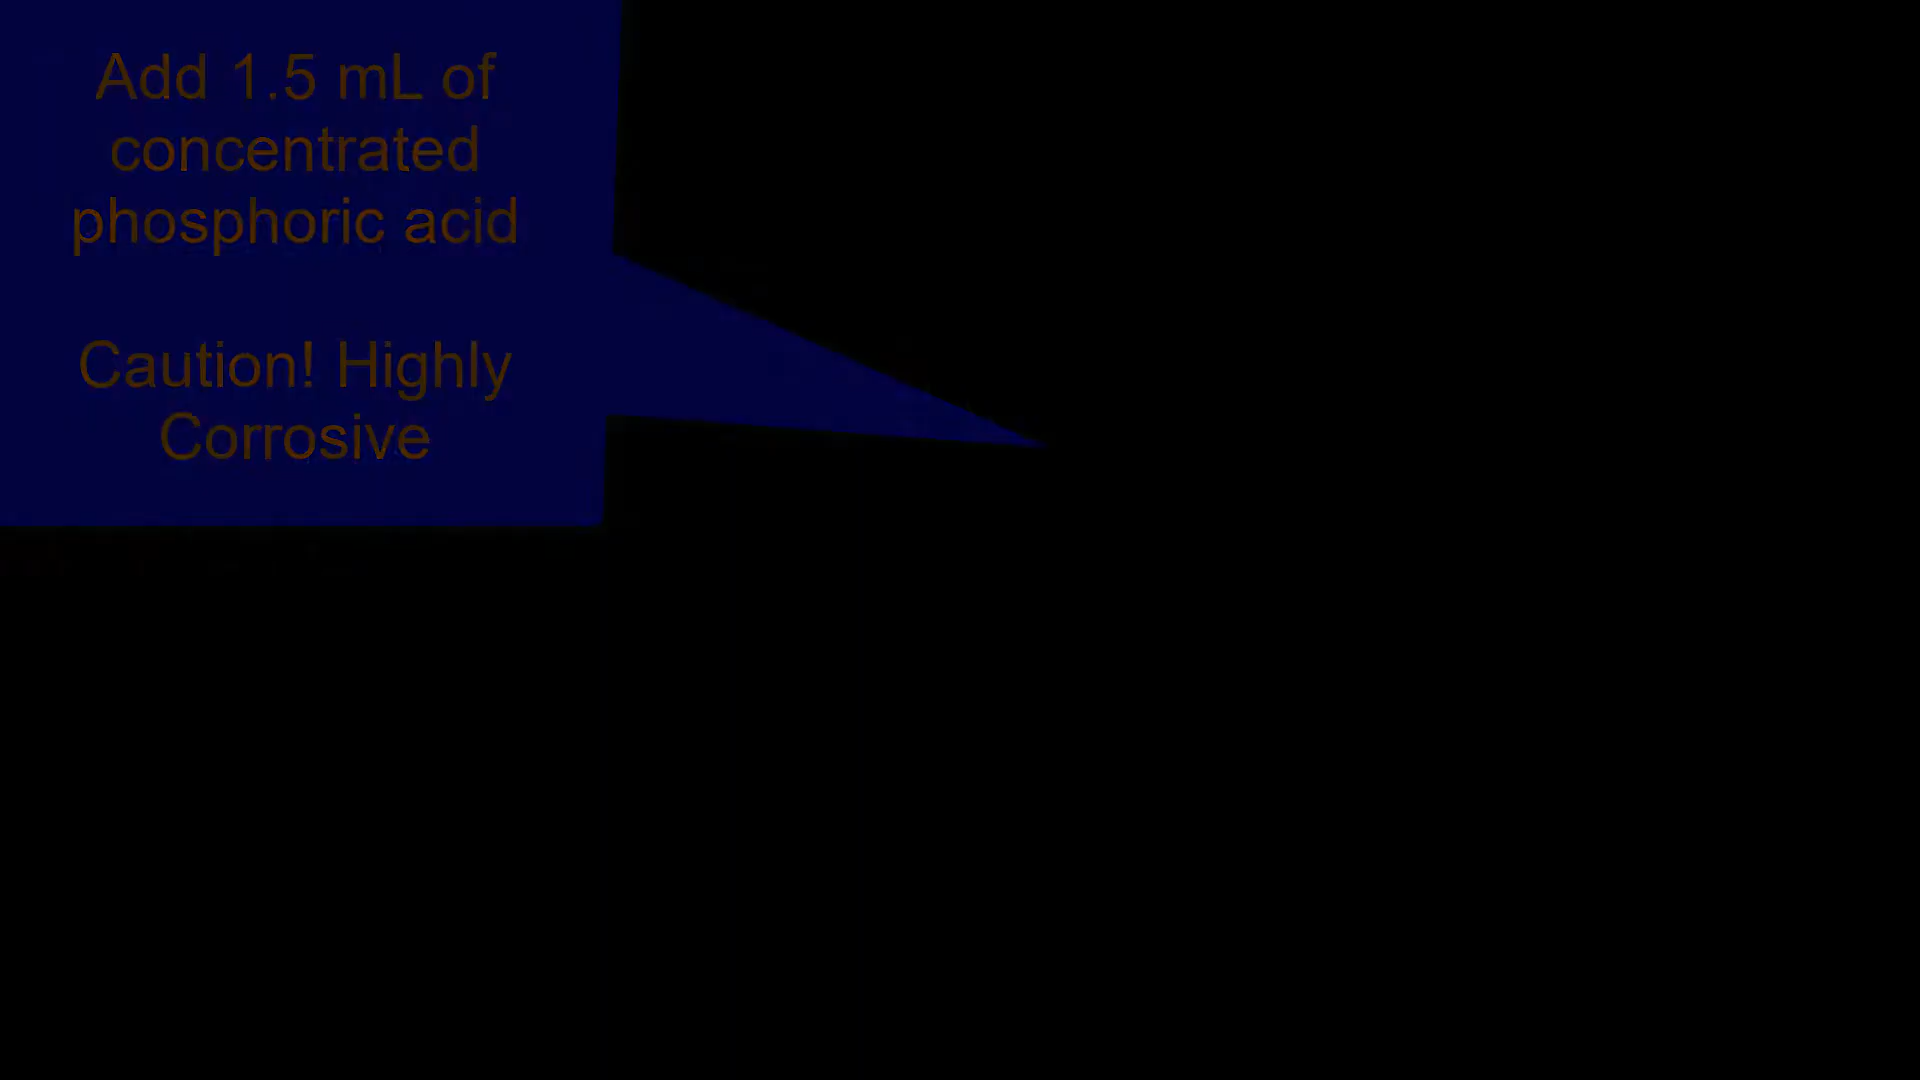 Add 1.5 mL of
concentrated
phosphoric acid
Caution! Highly
Corrosive